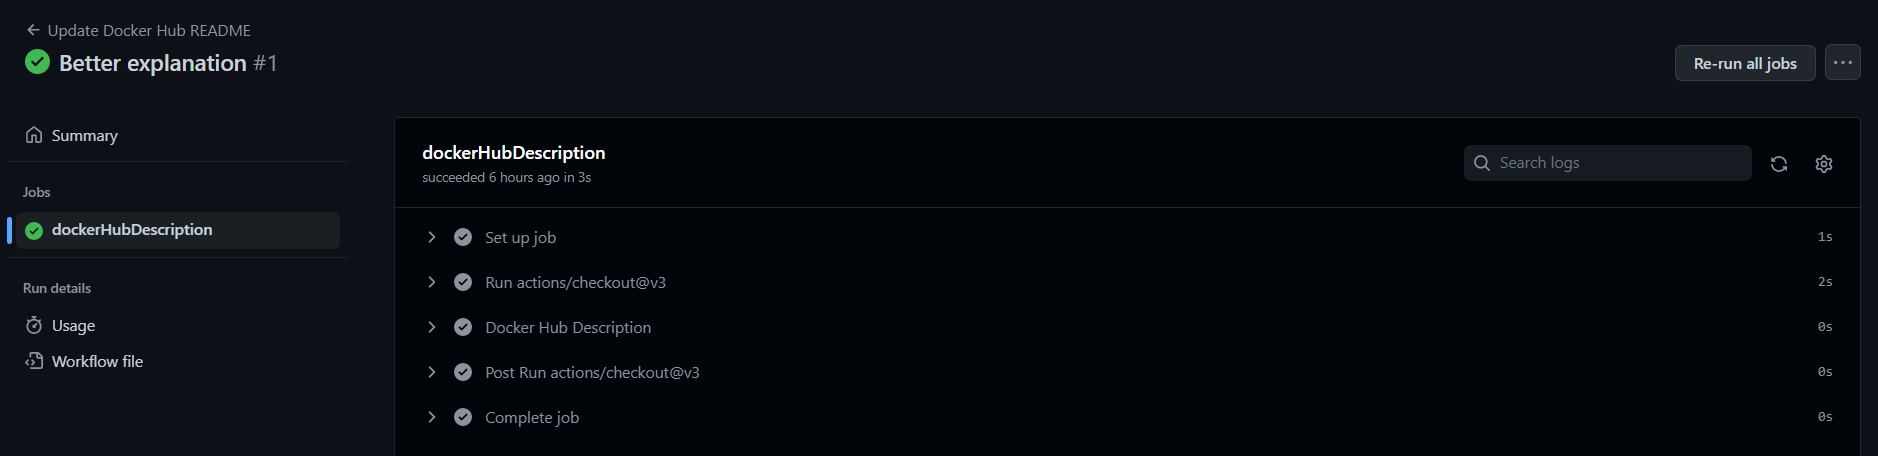 Update Docker Hub README
Better explanation #1
Re-run all jobs
Summary
Jobs
dockerHubDescription
Run details
Usage
Workflow file
dockerHubDescription
succeeded 6 hours ago in 3s
Search logs
Set up job 1s
Run actions/checkout@v3 2s
Docker Hub Description 0s
Post Run actions/checkout@v3 0s
Complete job 0s